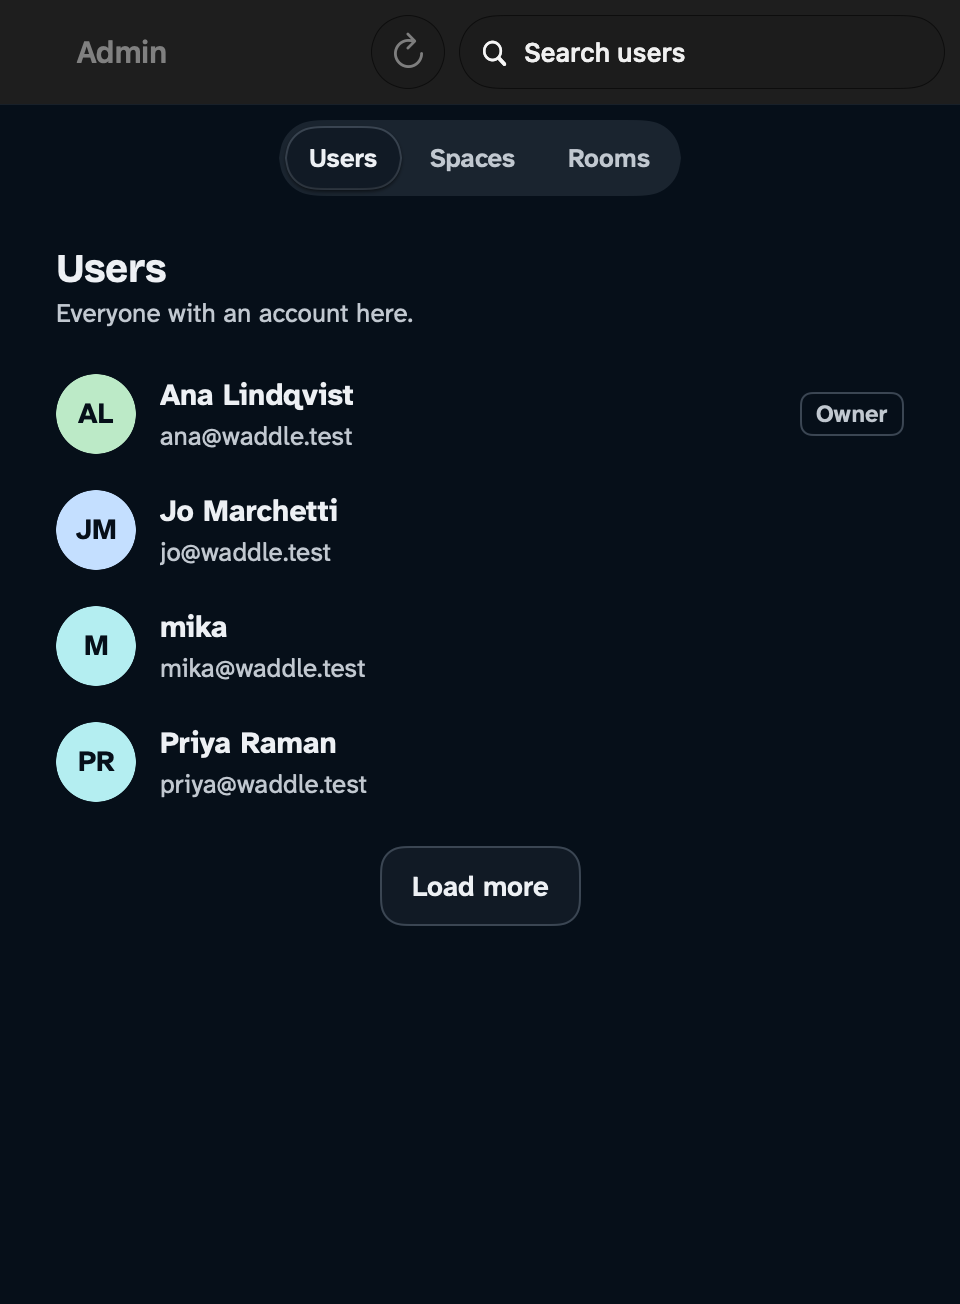 Admin
Search users
Users
Spaces
Rooms
Users
Everyone with an account here.
AL
Ana Lindqvist
ana@waddle.test
Owner
JM
Jo Marchetti
jo@waddle.test
M
mika
mika@waddle.test
PR
Priya Raman
priya@waddle.test
Load more